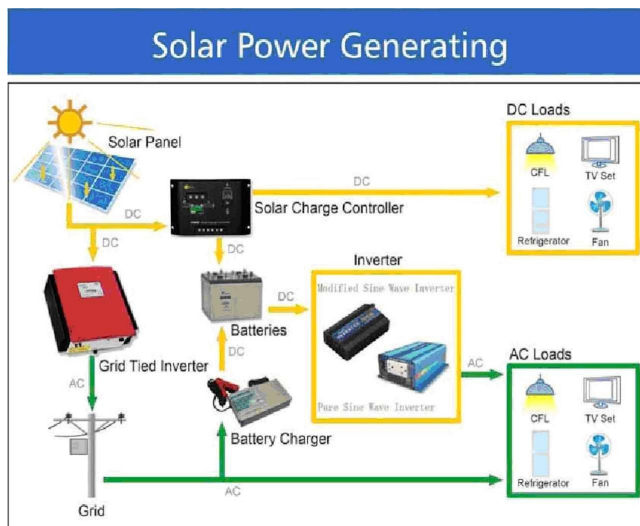 Solar Power Generating
Solar Panel
DC Loads
CFL
TV Set
DC
DC
Solar Charge Controller
Refrigerator
Fan
DC
DC
Inverter
Modified Sine Wave Inverter
DC
Batteries
Grid Tied Inverter
DC
AC
AC Loads
AC
Pure Sine Wave Inverter
CFL
TV Set
Battery Charger
Refrigerator
Fan
AC
Grid